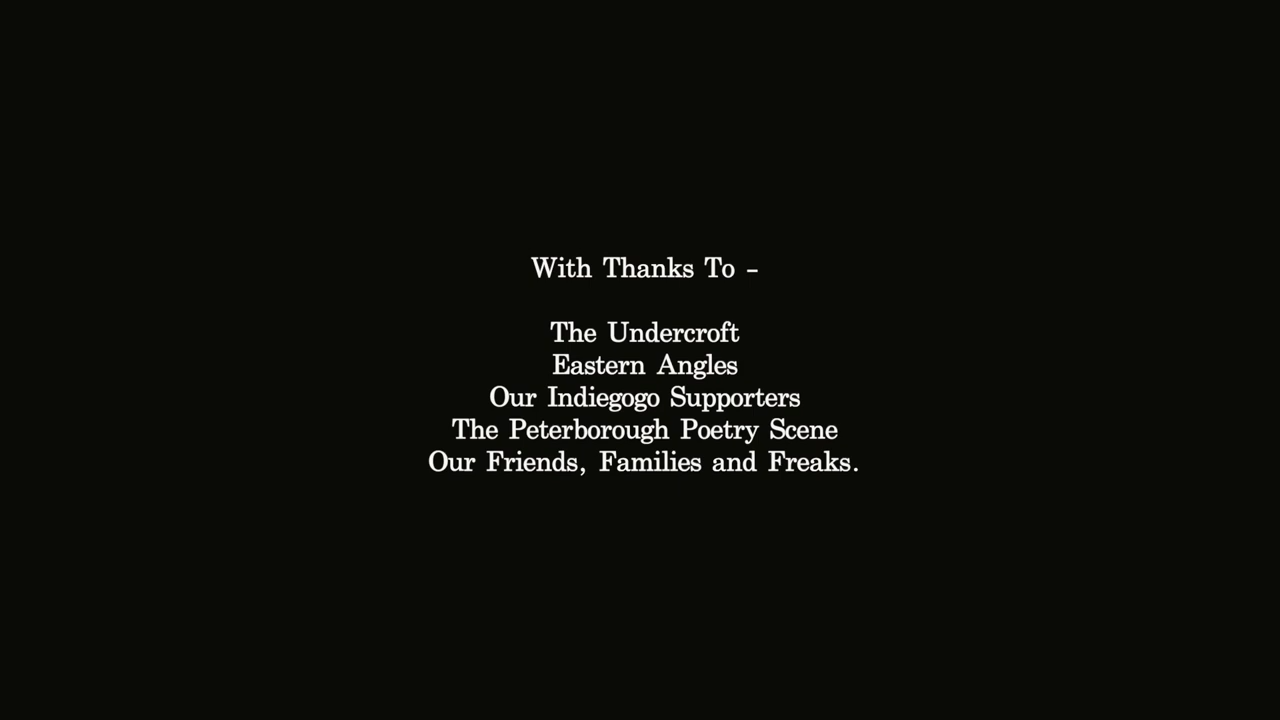 With Thanks To -
The Undercroft
Eastern Angles
Our Indiegogo Supporters
The Peterborough Poetry Scene
Our Friends, Families and Freaks.